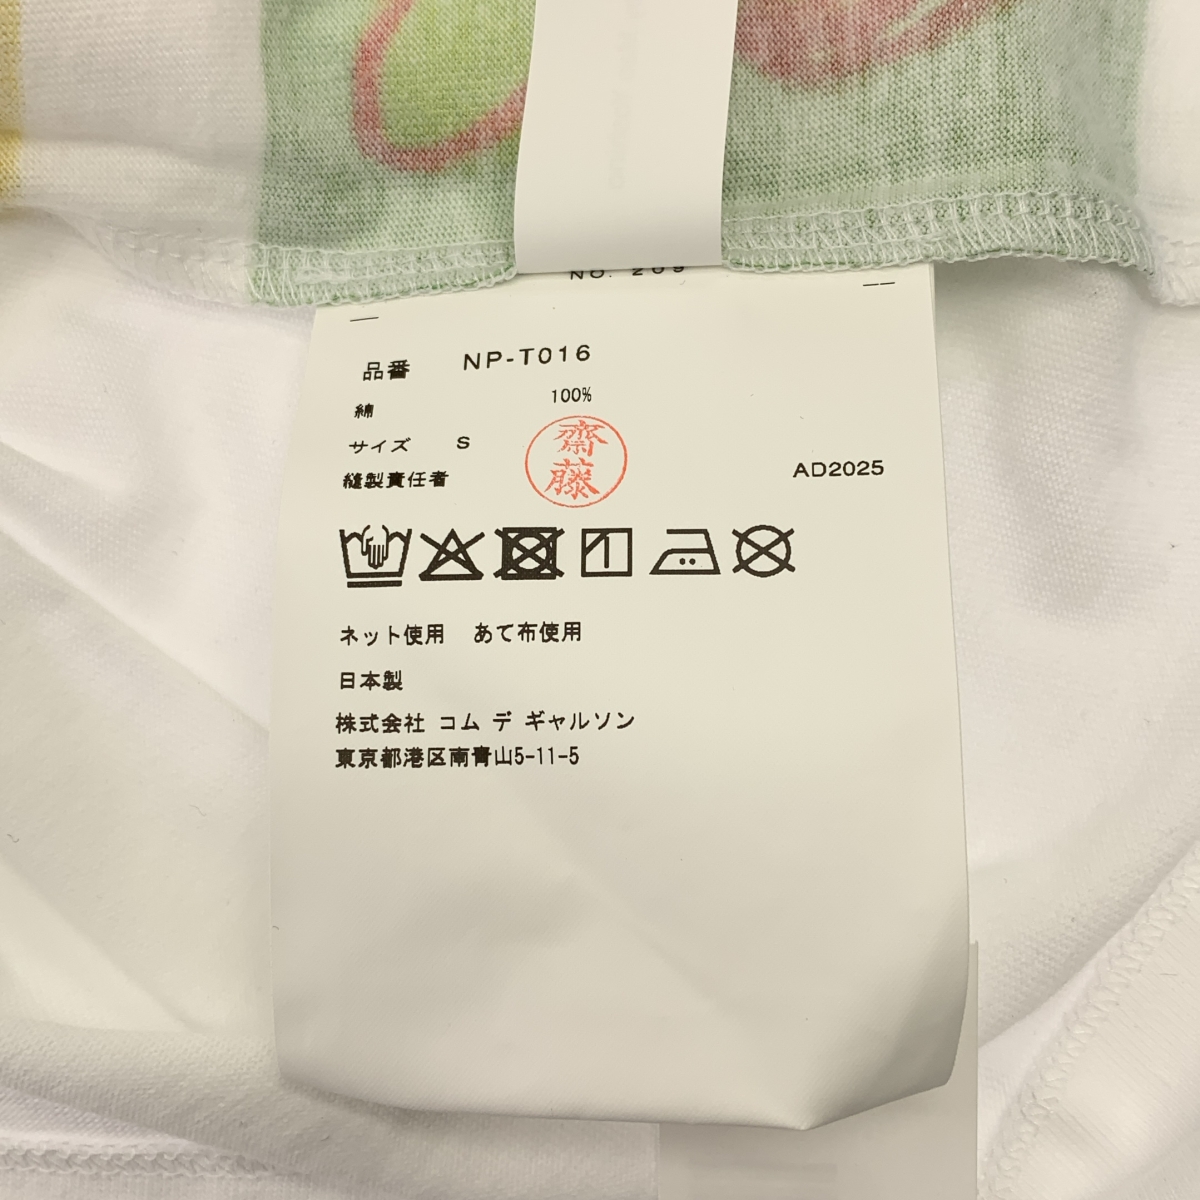 NO. 209
品番 NP-T016
綿 100%
サイズ S
縫製責任者 齋藤 AD2025
ネット使用 あて布使用
日本製
株式会社 コム デ ギャルソン
東京都港区南青山5-11-5